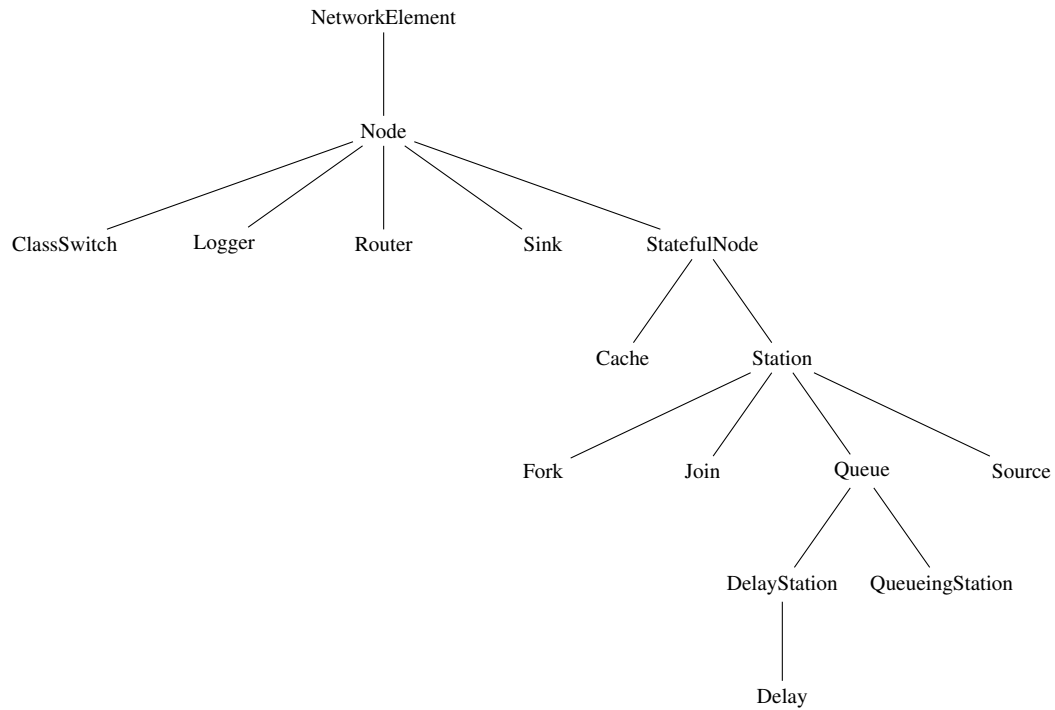 NetworkElement
Node
ClassSwitch
Logger
Router
Sink
StatefulNode
Cache
Station
Fork
Join
Queue
Source
DelayStation
QueueingStation
Delay